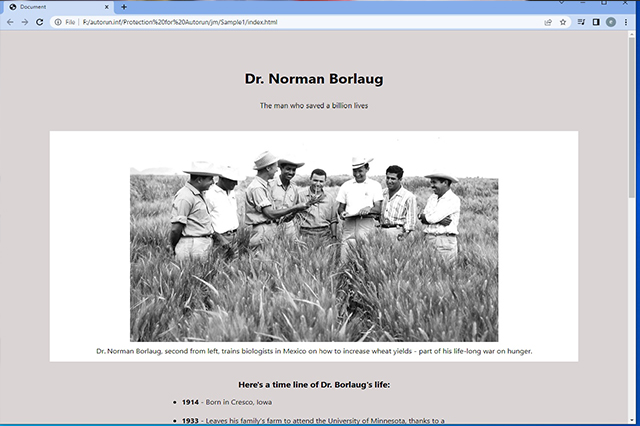 Document
File | F:/autorun.inf/Protection%20for%20Autorun/jm/Sample1/index.html
Dr. Norman Borlaug
The man who saved a billion lives
Dr. Norman Borlaug, second from left, trains biologists in Mexico on how to increase wheat yields - part of his life-long war on hunger.
Here's a time line of Dr. Borlaug's life:
• 1914 - Born in Cresco, Iowa
• 1933 - Leaves his family's farm to attend the University of Minnesota, thanks to a